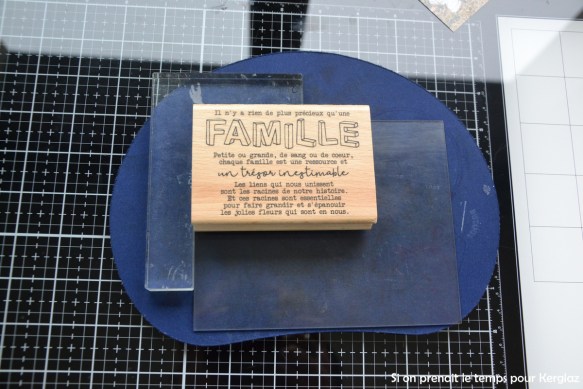 Il n'y a rien de plus précieux qu'une
FAMILLE
Petite ou grande, de sang ou de coeur,
chaque famille est une ressource et
un trésor inestimable
Les liens qui nous unissent
sont les racines de notre histoire.
Et ces racines sont essentielles
pour faire grandir et s'épanouir
les jolies fleurs qui sont en nous.
Si on prenait le temps pour Kerglaz